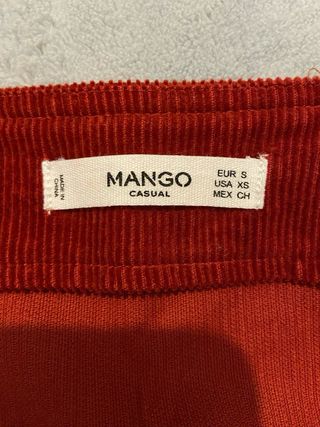 MADE IN
CHINA
MANGO
CASUAL
EUR S
USA XS
MEX CH